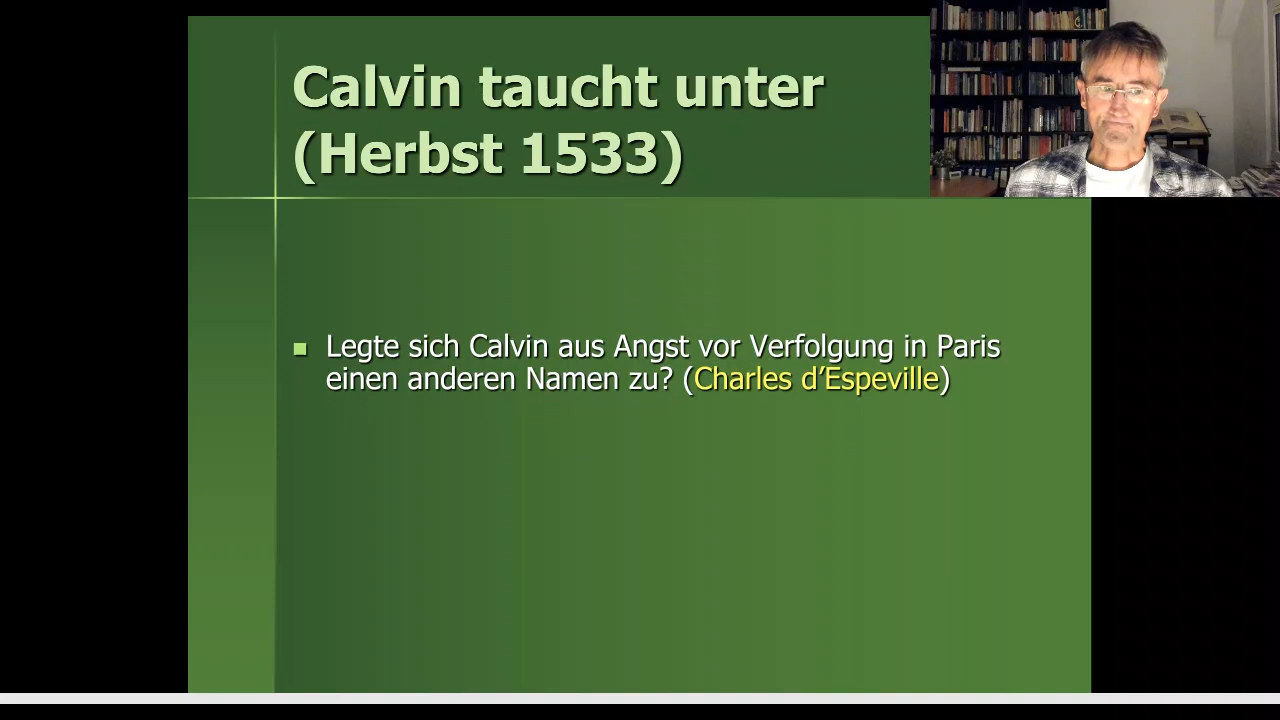 Calvin taucht unter
(Herbst 1533)
Legte sich Calvin aus Angst vor Verfolgung in Paris
einen anderen Namen zu? (Charles d’Espeville)